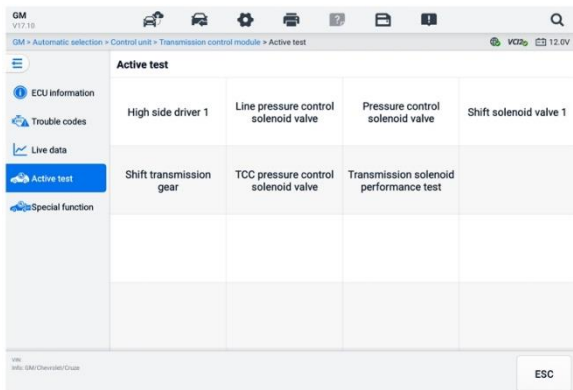 GM
V17.10
GM > Automatic selection > Control unit > Transmission control module > Active test
VCI 12.0V
Active test
ECU information
Trouble codes
Live data
Active test
Special function
High side driver 1
Line pressure control
solenoid valve
Pressure control
solenoid valve
Shift solenoid valve 1
Shift transmission
gear
TCC pressure control
solenoid valve
Transmission solenoid
performance test
VIN:
Info: GM/Chevrolet/Cruze
ESC